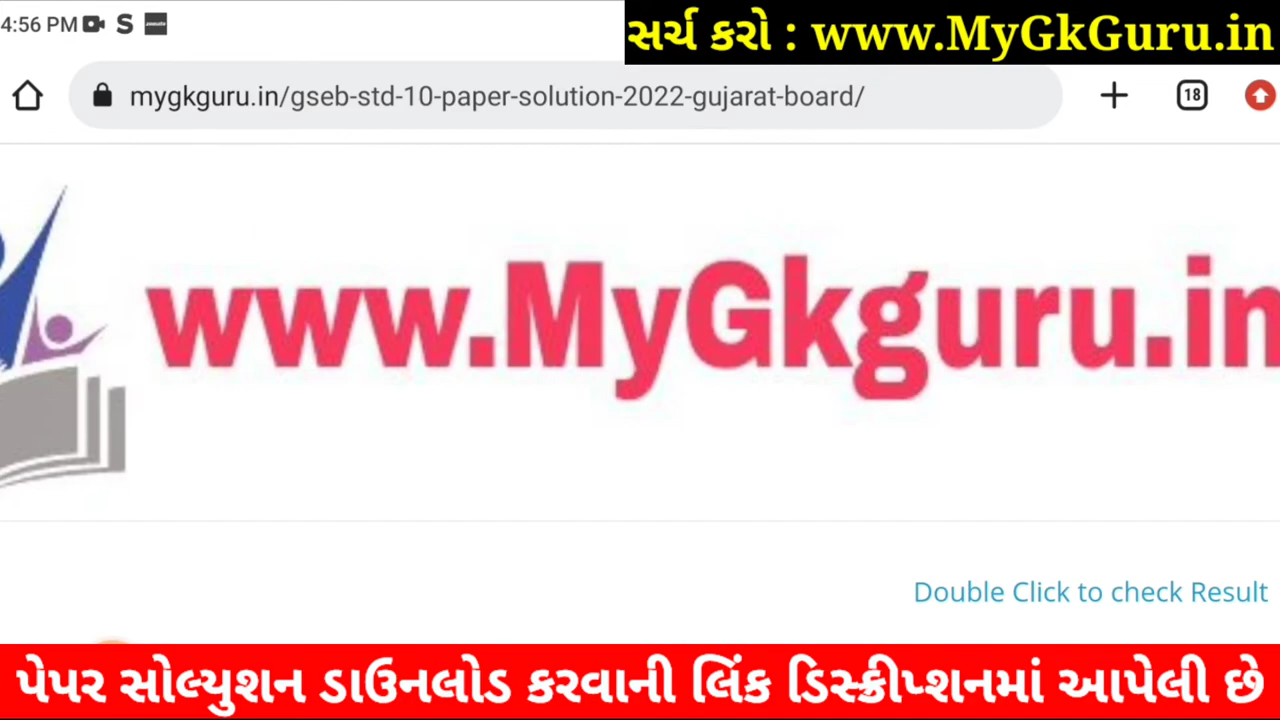 4:56 PM S
સર્ચ કરો : www.MyGkGuru.in
mygkguru.in/gseb-std-10-paper-solution-2022-gujarat-board/
18
www.MyGkguru.in
Double Click to check Result
પેપર સોલ્યુશન ડાઉનલોડ કરવાની લિંક ડિસ્ક્રીપ્શનમાં આપેલી છે